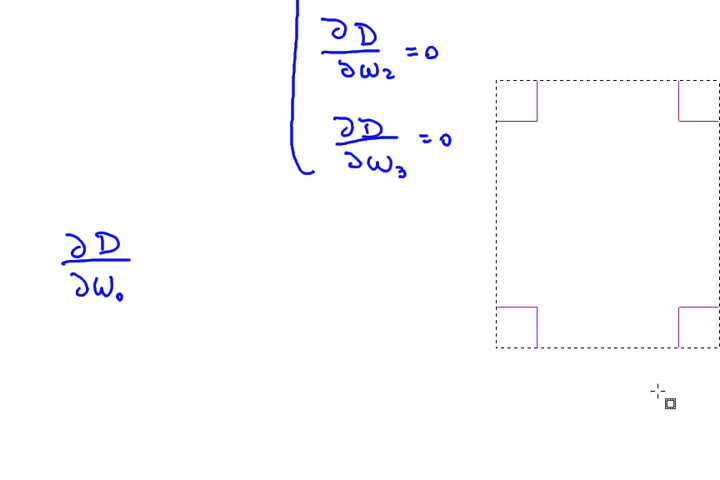 ∂D/∂w₂ = 0
∂D/∂w₃ = 0
∂D/∂w₀